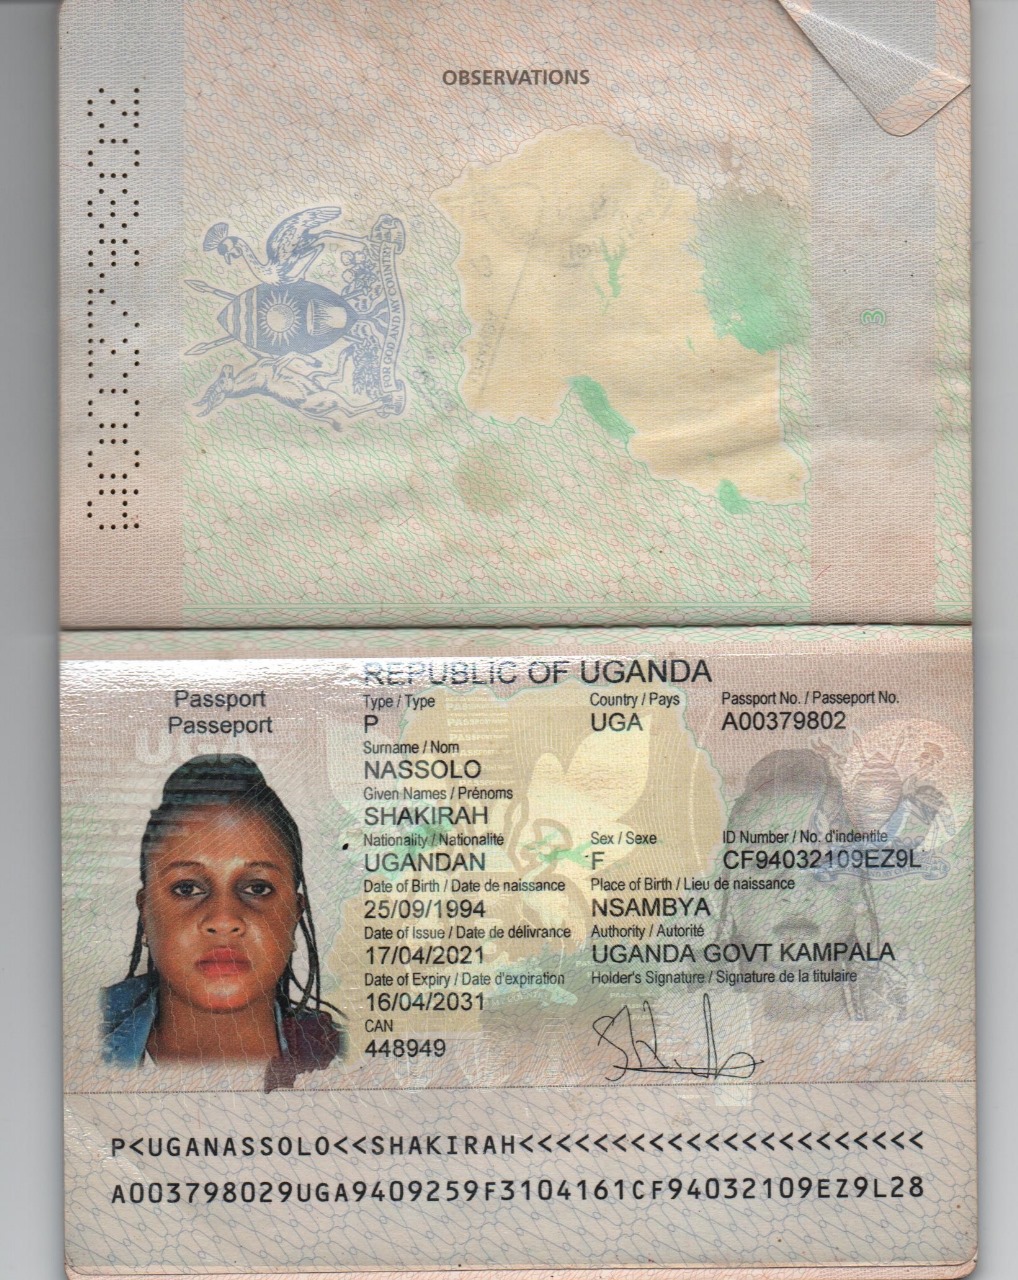 OBSERVATIONS
A00379802
FOR GOD AND MY COUNTRY
3
REPUBLIC OF UGANDA
Passport
Passeport
Type / Type
Country / Pays
Passport No. / Passeport No.
P
UGA
A00379802
Surname / Nom
NASSOLO
Given Names / Prénoms
SHAKIRAH
Nationality / Nationalité
Sex / Sexe
ID Number / No. d'indentite
UGANDAN
F
CF94032109EZ9L
Date of Birth / Date de naissance
Place of Birth / Lieu de naissance
25/09/1994
NSAMBYA
Date of Issue / Date de délivrance
Authority / Autorité
17/04/2021
UGANDA GOVT KAMPALA
Date of Expiry / Date d'expiration
Holder's Signature / Signature de la titulaire
16/04/2031
CAN
448949
P<UGANASSOLO<<SHAKIRAH<<<<<<<<<<<<<<<<<<<<<<
A003798029UGA9409259F3104161CF94032109EZ9L28